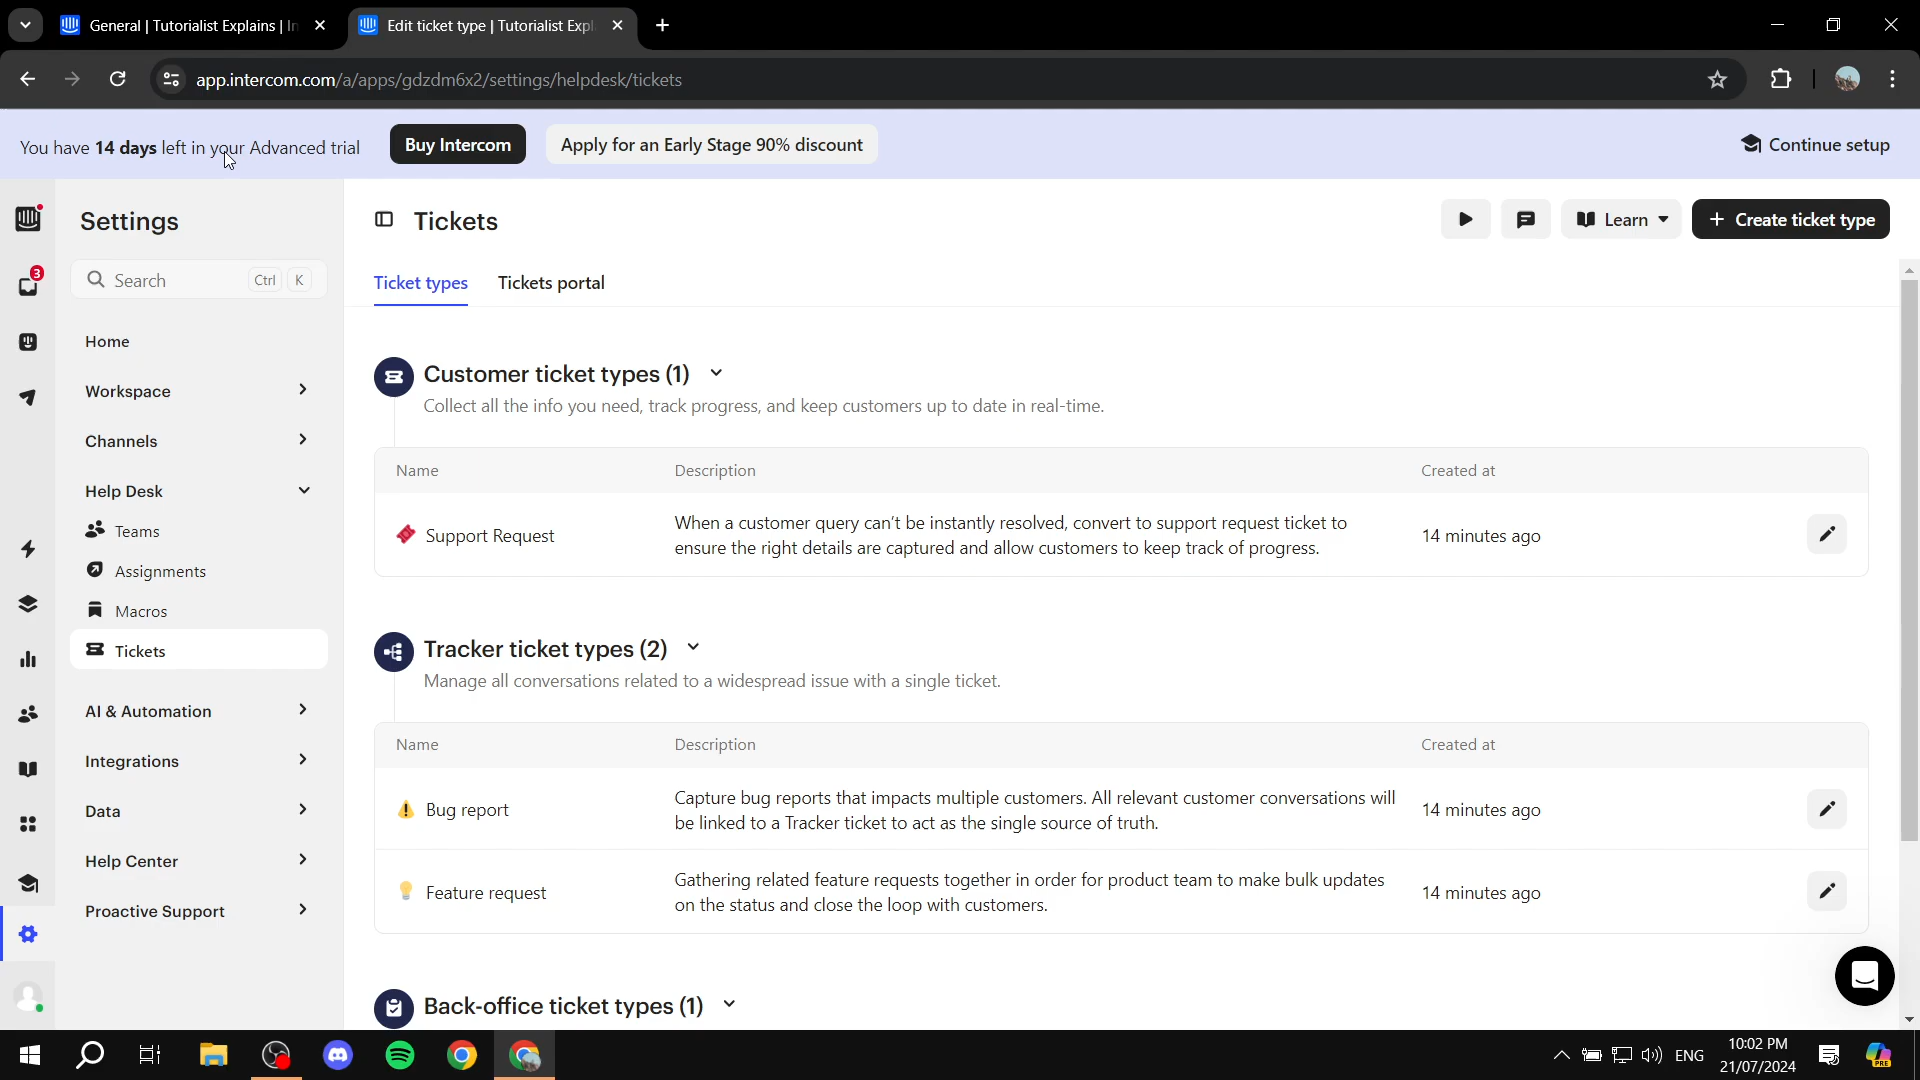 General | Tutorialist Explains | In
Edit ticket type | Tutorialist Expl
app.intercom.com/a/apps/gdzdm6x2/settings/helpdesk/tickets
You have 14 days left in your Advanced trial
Buy Intercom
Apply for an Early Stage 90% discount
Continue setup
Settings
Search
Ctrl
K
3
Home
Workspace
Channels
Help Desk
Teams
Assignments
Macros
Tickets
AI & Automation
Integrations
Data
Help Center
Proactive Support
Tickets
Learn
+ Create ticket type
Ticket types
Tickets portal
Customer ticket types (1)
Collect all the info you need, track progress, and keep customers up to date in real-time.
Name
Description
Created at
Support Request
When a customer query can't be instantly resolved, convert to support request ticket to
ensure the right details are captured and allow customers to keep track of progress.
14 minutes ago
Tracker ticket types (2)
Manage all conversations related to a widespread issue with a single ticket.
Name
Description
Created at
Bug report
Capture bug reports that impacts multiple customers. All relevant customer conversations will
be linked to a Tracker ticket to act as the single source of truth.
14 minutes ago
Feature request
Gathering related feature requests together in order for product team to make bulk updates
on the status and close the loop with customers.
14 minutes ago
Back-office ticket types (1)
ENG
10:02 PM
21/07/2024
PRE